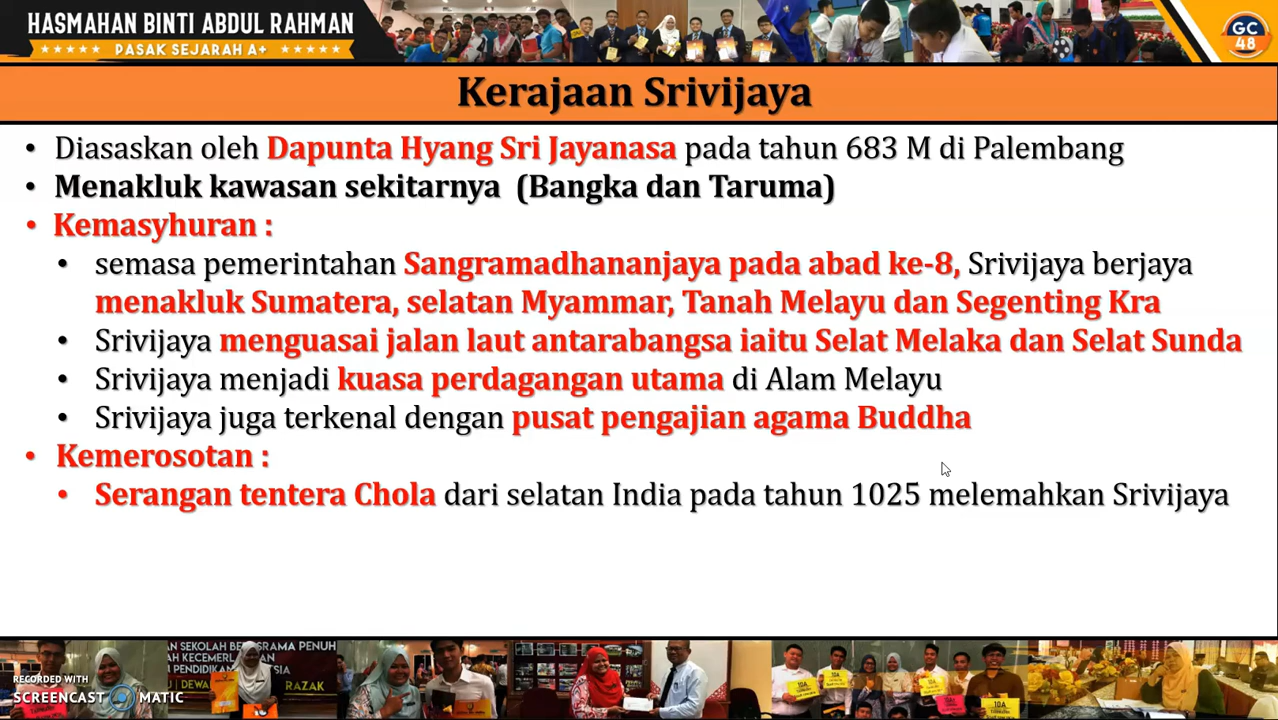 HASMAHAN BINTI ABDUL RAHMAN
PASAK SEJARAH A+
GC
48
Kerajaan Srivijaya
• Diasaskan oleh Dapunta Hyang Sri Jayanasa pada tahun 683 M di Palembang
• Menakluk kawasan sekitarnya (Bangka dan Taruma)
• Kemasyhuran :
• semasa pemerintahan Sangramadhananjaya pada abad ke-8, Srivijaya berjaya
menakluk Sumatera, selatan Myammar, Tanah Melayu dan Segenting Kra
• Srivijaya menguasai jalan laut antarabangsa iaitu Selat Melaka dan Selat Sunda
• Srivijaya menjadi kuasa perdagangan utama di Alam Melayu
• Srivijaya juga terkenal dengan pusat pengajian agama Buddha
• Kemerosotan :
• Serangan tentera Chola dari selatan India pada tahun 1025 melemahkan Srivijaya
RECORDED WITH
SCREENCAST MATIC
SEKOLAH
PENUH
PENDIDIKAN
RAZAK